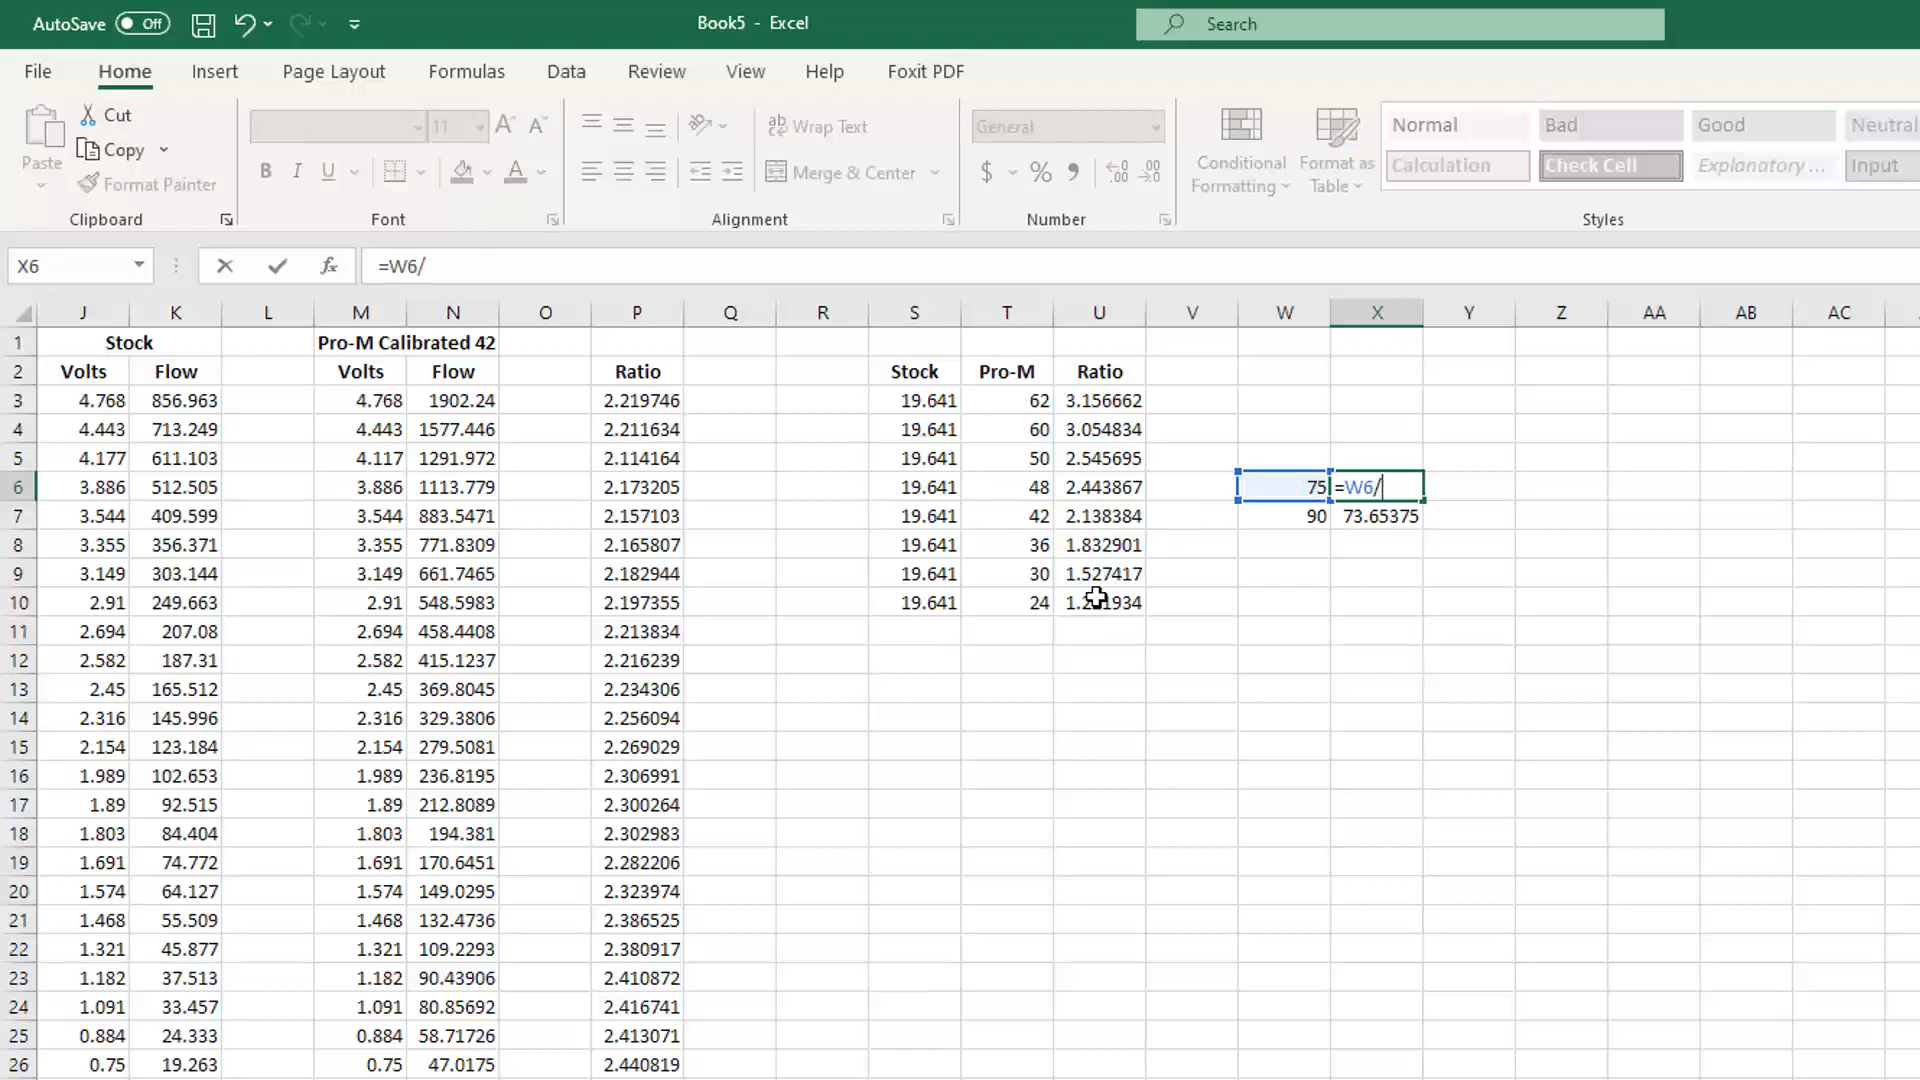 AutoSave Off Book5 - Excel Search
File Home Insert Page Layout Formulas Data Review View Help Foxit PDF
Paste Cut Copy Format Painter Clipboard
11 A A B I U A Font
ab Wrap Text Merge & Center Alignment
General $ % , Number
Conditional Formatting Format as Table
Normal Bad Good Neutral
Calculation Check Cell Explanatory ... Input
Styles
X6 fx =W6/
J K L M N O P Q R S T U V W X Y Z AA AB AC
1 Stock Pro-M Calibrated 42
2 Volts Flow Volts Flow Ratio Stock Pro-M Ratio
3 4.768 856.963 4.768 1902.24 2.219746 19.641 62 3.156662
4 4.443 713.249 4.443 1577.446 2.211634 19.641 60 3.054834
5 4.177 611.103 4.117 1291.972 2.114164 19.641 50 2.545695
6 3.886 512.505 3.886 1113.779 2.173205 19.641 48 2.443867 75 =W6/
7 3.544 409.599 3.544 883.5471 2.157103 19.641 42 2.138384 90 73.65375
8 3.355 356.371 3.355 771.8309 2.165807 19.641 36 1.832901
9 3.149 303.144 3.149 661.7465 2.182944 19.641 30 1.527417
10 2.91 249.663 2.91 548.5983 2.197355 19.641 24
11 2.694 207.08 2.694 458.4408 2.213834
12 2.582 187.31 2.582 415.1237 2.216239
13 2.45 165.512 2.45 369.8045 2.234306
14 2.316 145.996 2.316 329.3806 2.256094
15 2.154 123.184 2.154 279.5081 2.269029
16 1.989 102.653 1.989 236.8195 2.306991
17 1.89 92.515 1.89 212.8089 2.300264
18 1.803 84.404 1.803 194.381 2.302983
19 1.691 74.772 1.691 170.6451 2.282206
20 1.574 64.127 1.574 149.0295 2.323974
21 1.468 55.509 1.468 132.4736 2.386525
22 1.321 45.877 1.321 109.2293 2.380917
23 1.182 37.513 1.182 90.43906 2.410872
24 1.091 33.457 1.091 80.85692 2.416741
25 0.884 24.333 0.884 58.71726 2.413071
26 0.75 19.263 0.75 47.0175 2.440819